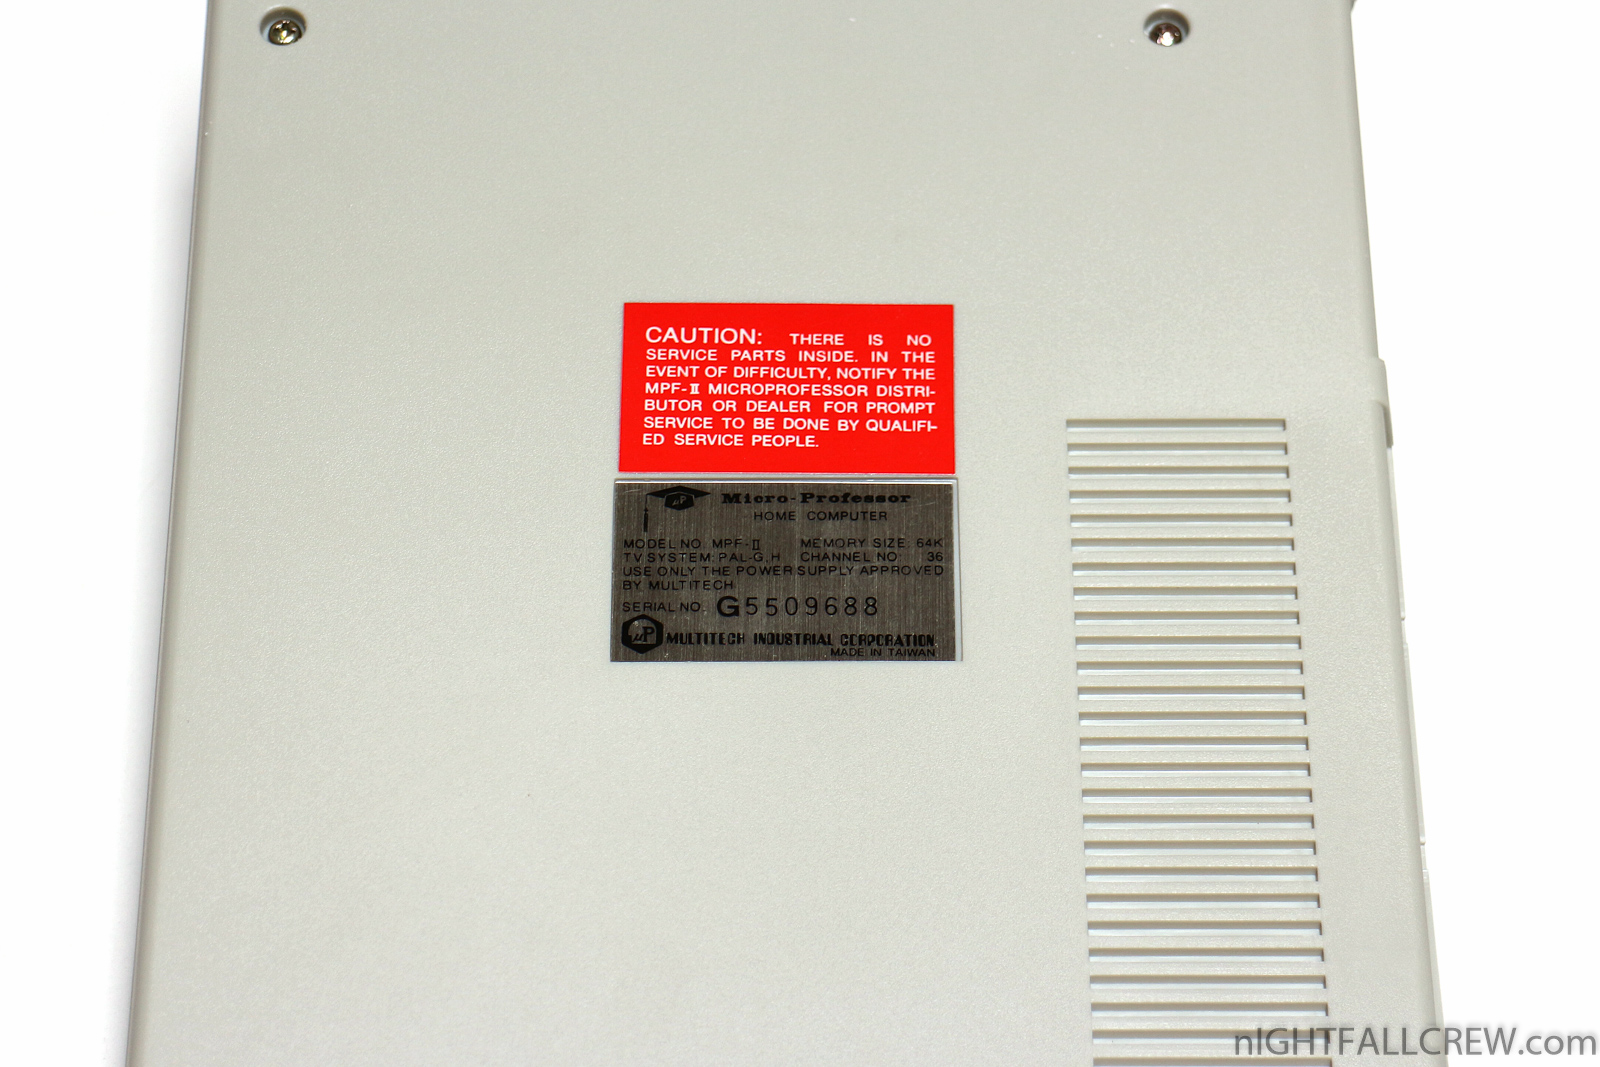 CAUTION: THERE IS NO
SERVICE PARTS INSIDE. IN THE
EVENT OF DIFFICULTY, NOTIFY THE
MPF-II MICROPROFESSOR DISTRI-
BUTOR OR DEALER FOR PROMPT
SERVICE TO BE DONE BY QUALIFI-
ED SERVICE PEOPLE.
μP Micro-Professor
HOME COMPUTER
MODEL NO. MPF-II MEMORY SIZE: 64K
TV SYSTEM: PAL-G, H CHANNEL NO: 36
USE ONLY THE POWER SUPPLY APPROVED
BY MULTITECH
SERIAL NO. G5509688
μP MULTITECH INDUSTRIAL CORPORATION
MADE IN TAIWAN
nIGHTFALLCREW.com